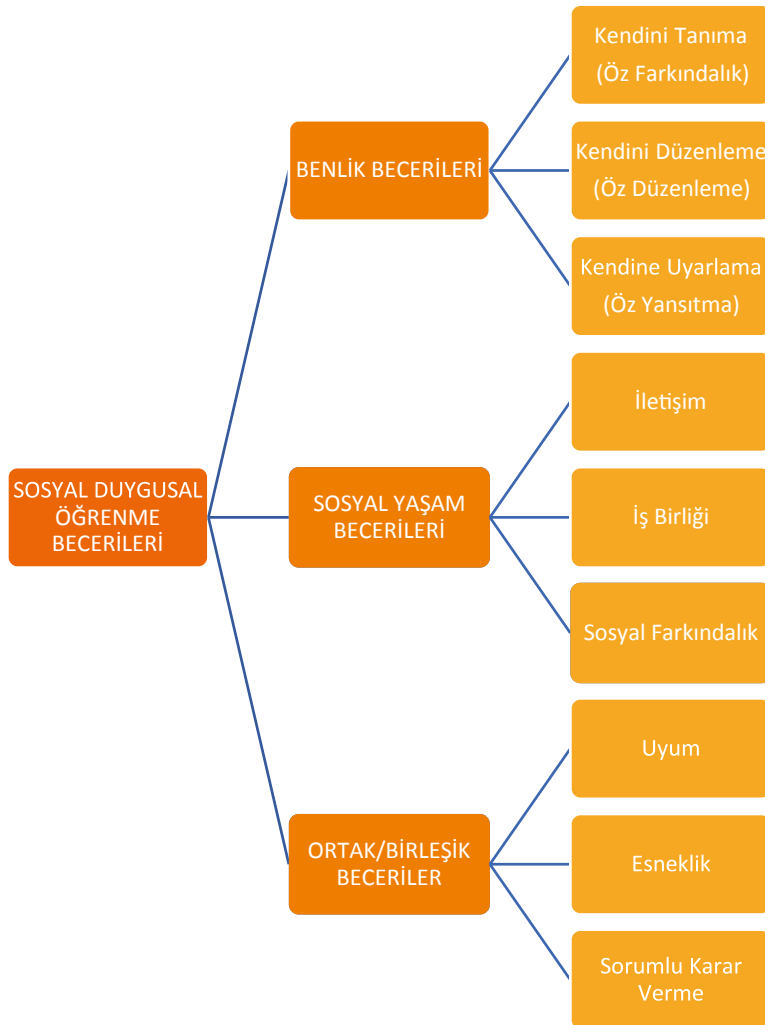 SOSYAL DUYGUSAL
ÖĞRENME
BECERİLERİ
BENLİK BECERİLERİ
Kendini Tanıma
(Öz Farkındalık)
Kendini Düzenleme
(Öz Düzenleme)
Kendine Uyarlama
(Öz Yansıtma)
SOSYAL YAŞAM
BECERİLERİ
İletişim
İş Birliği
Sosyal Farkındalık
ORTAK/BİRLEŞİK
BECERİLER
Uyum
Esneklik
Sorumlu Karar
Verme